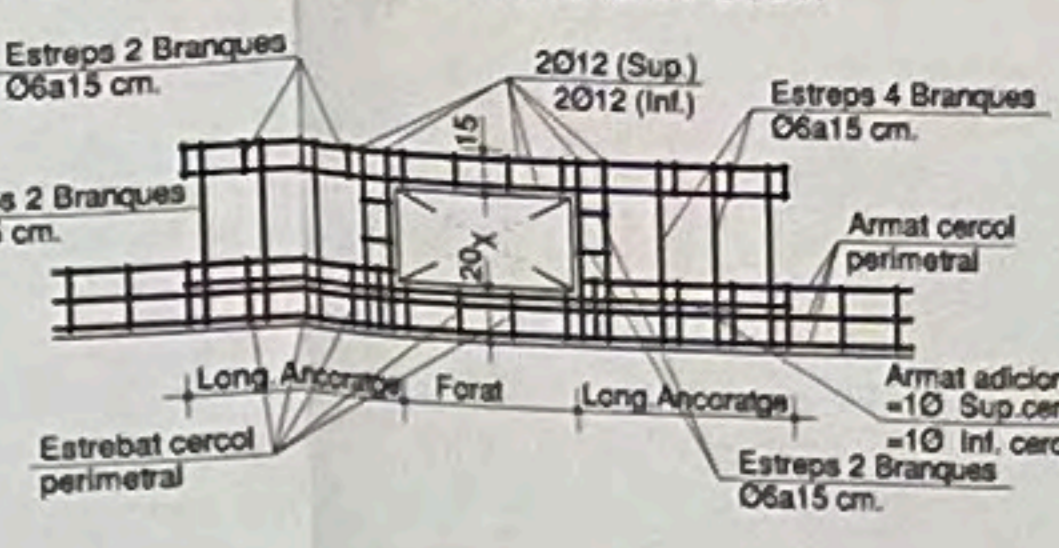 Estreps 2 Branques
Ø6a15 cm.
2Ø12 (Sup.)
2Ø12 (Inf.)
Estreps 4 Branques
Ø6a15 cm.
15
s 2 Branques
cm.
Armat cercol
perimetral
20
X
Long. Ancoratge
Forat
Long Ancoratge
Armat adicion
=1Ø Sup.cer
=1Ø Inf. cerc
Estrebat cercol
perimetral
Estreps 2 Branques
Ø6a15 cm.